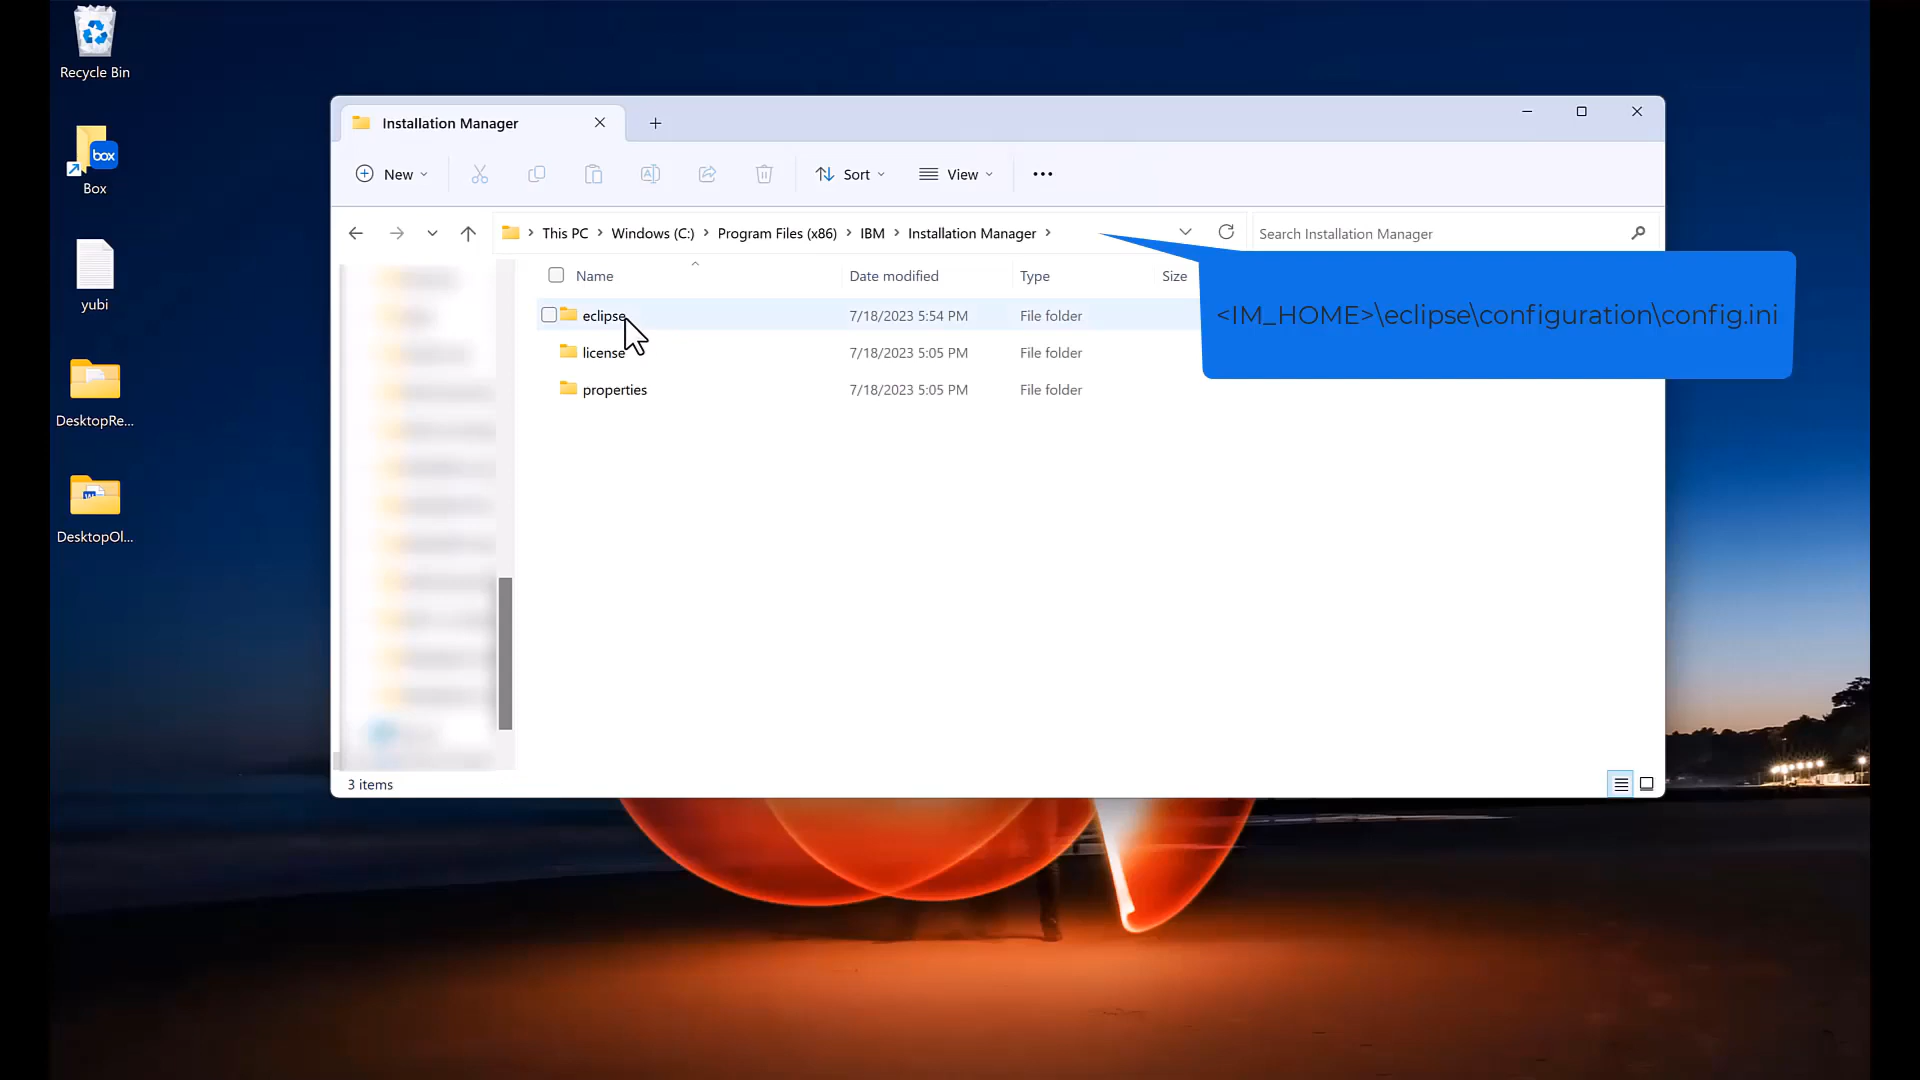 Recycle Bin
box
Box
yubi
DesktopRe...
DesktopOl...
Installation Manager
New
Sort
View
This PC > Windows (C:) > Program Files (x86) > IBM > Installation Manager >
Search Installation Manager
Name Date modified Type Size
eclipse 7/18/2023 5:54 PM File folder
license 7/18/2023 5:05 PM File folder
properties 7/18/2023 5:05 PM File folder
<IM_HOME>\eclipse\configuration\config.ini
3 items